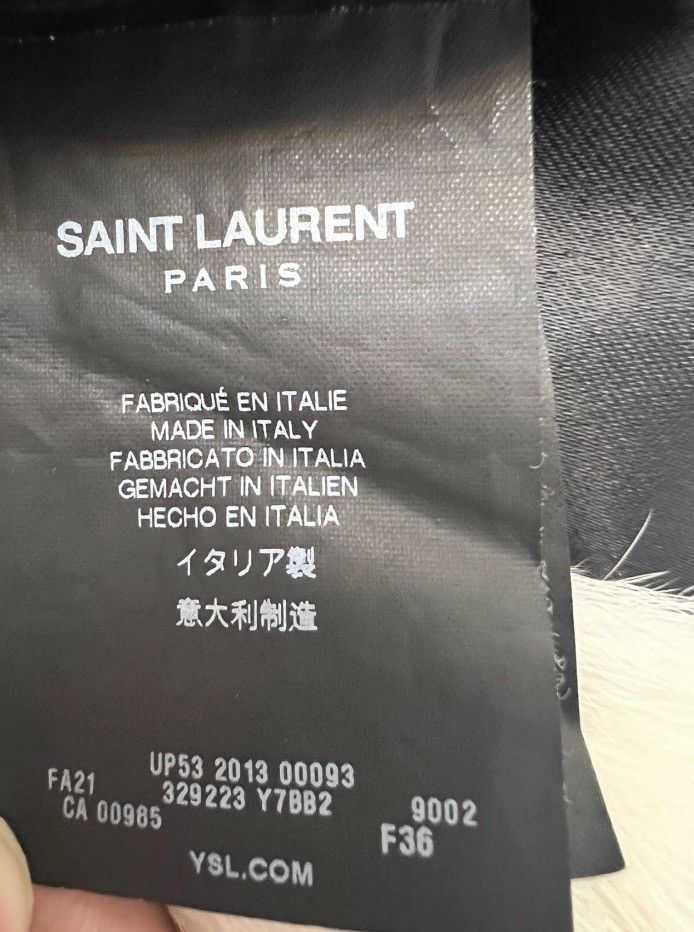 SAINT LAURENT
PARIS
FABRIQUÉ EN ITALIE
MADE IN ITALY
FABBRICATO IN ITALIA
GEMACHT IN ITALIEN
HECHO EN ITALIA
イタリア製
意大利制造
UP53 2013 00093
FA21 329223 Y7BB2 9002
CA 00985 F36
YSL.COM